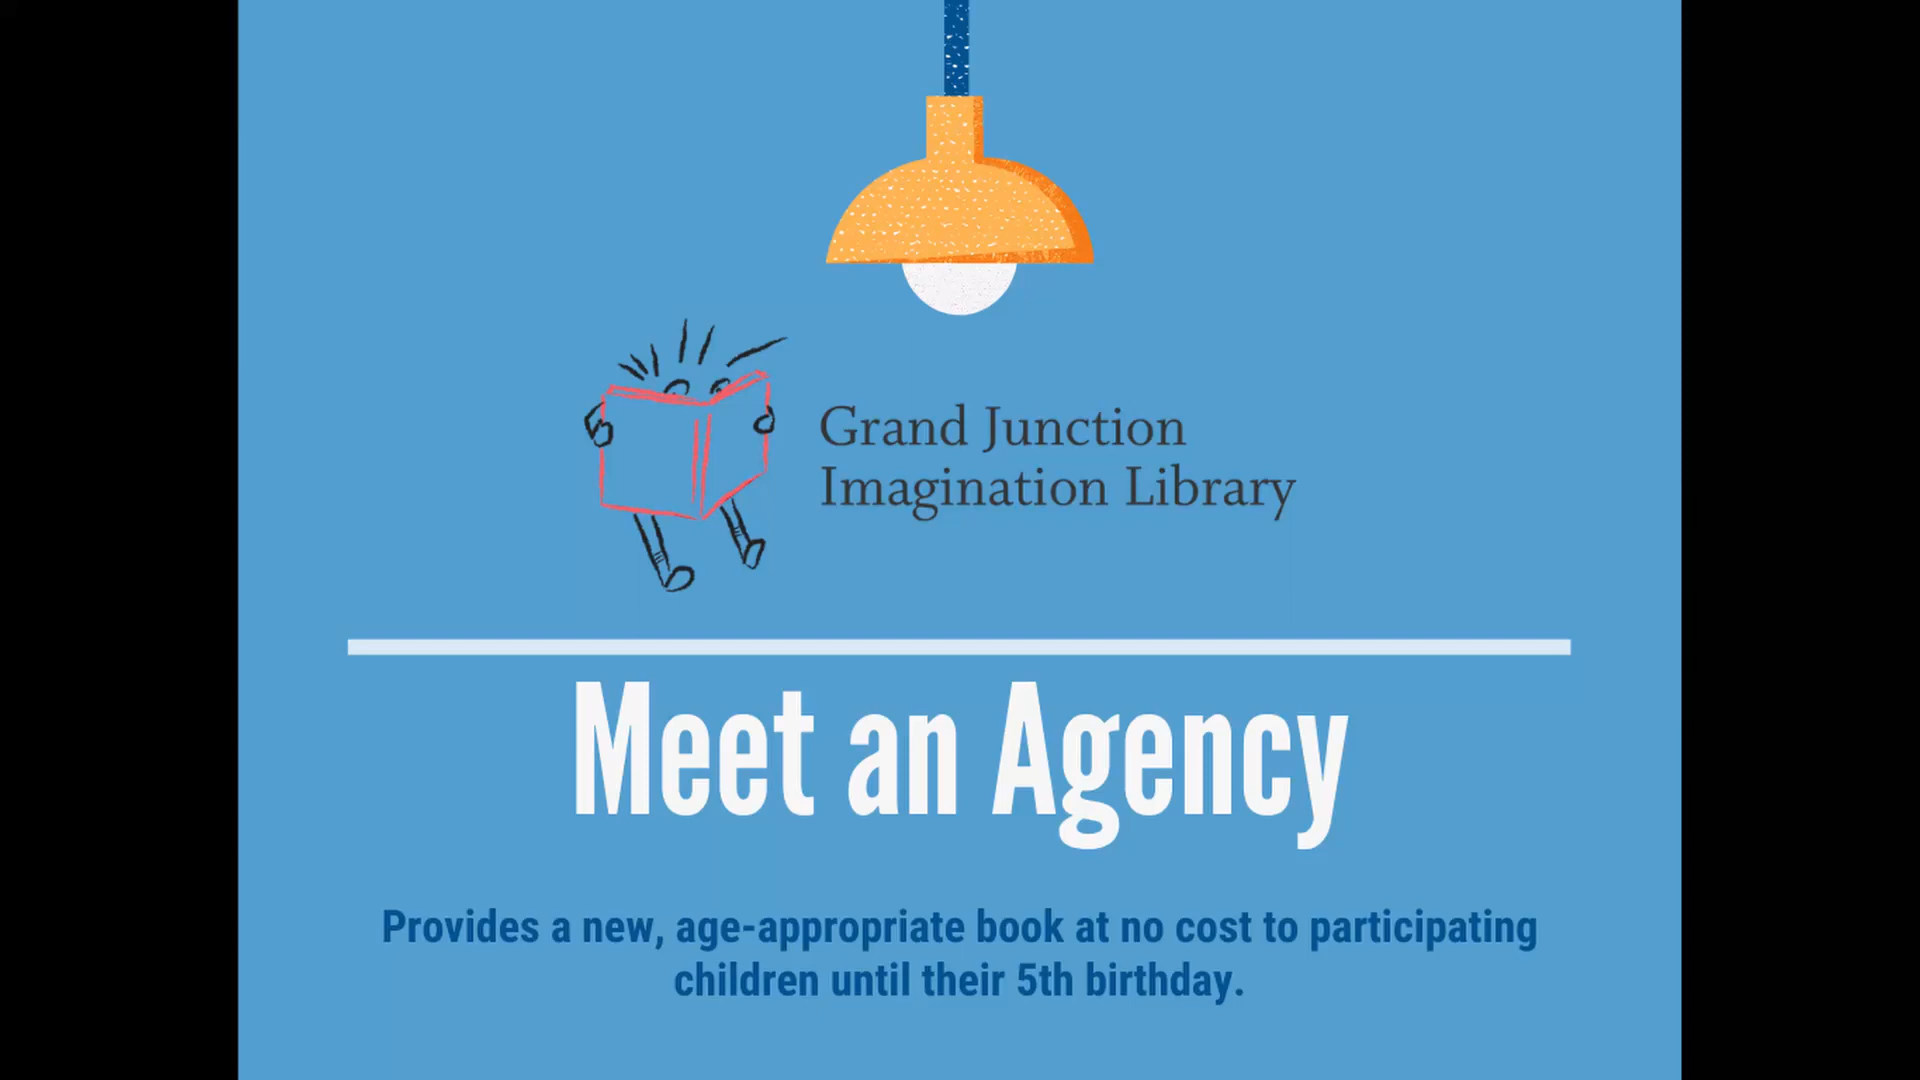 Grand Junction
Imagination Library
Meet an Agency
Provides a new, age-appropriate book at no cost to participating
children until their 5th birthday.